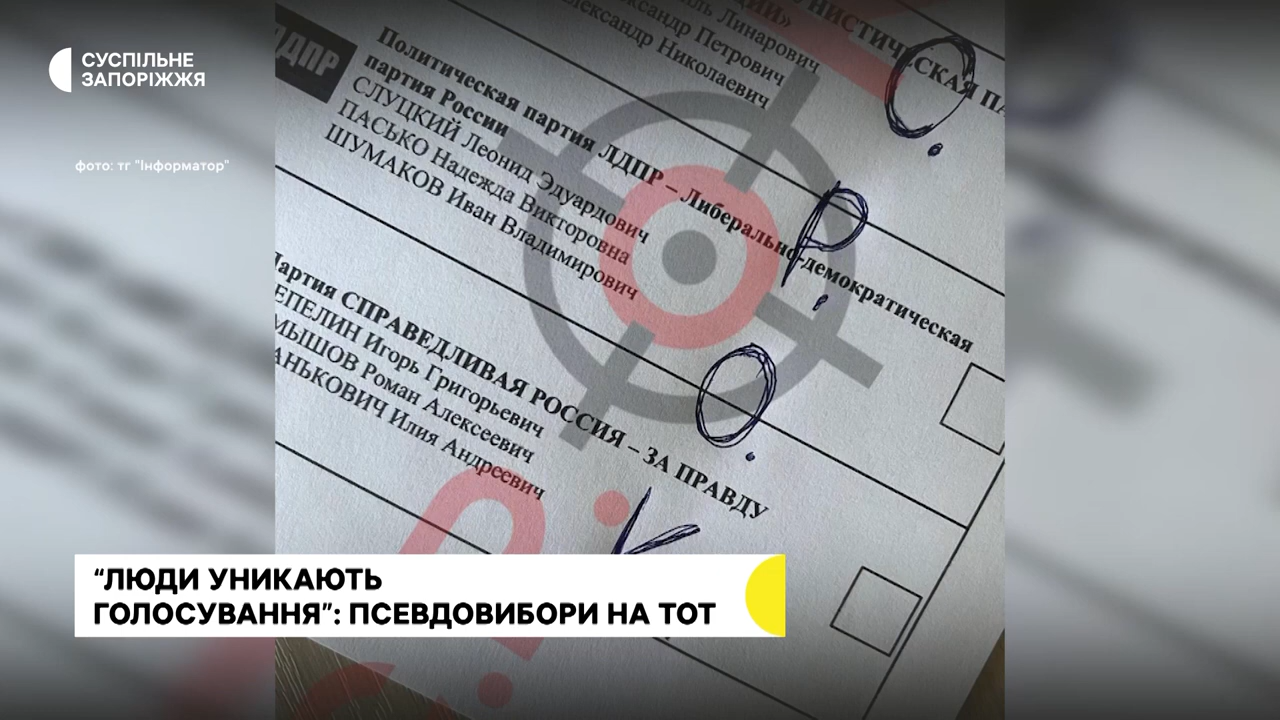 СУСПІЛЬНЕ
ЗАПОРІЖЖЯ
фото: тг "Інформатор"
Линарович
Петрович
Николаевич
ЛДПР
Политическая партия ЛДПР – Либерально-демократическая
партия России
СЛУЦКИЙ Леонид Эдуардович
ПАСЬКО Надежда Викторовна
ШУМАКОВ Иван Владимирович
Партия СПРАВЕДЛИВАЯ РОССИЯ – ЗА ПРАВДУ
Игорь Григорьевич
Роман Алексеевич
Илия Андреевич
С.
Р.
О.
"ЛЮДИ УНИКАЮТЬ
ГОЛОСУВАННЯ": ПСЕВДОВИБОРИ НА ТОТ